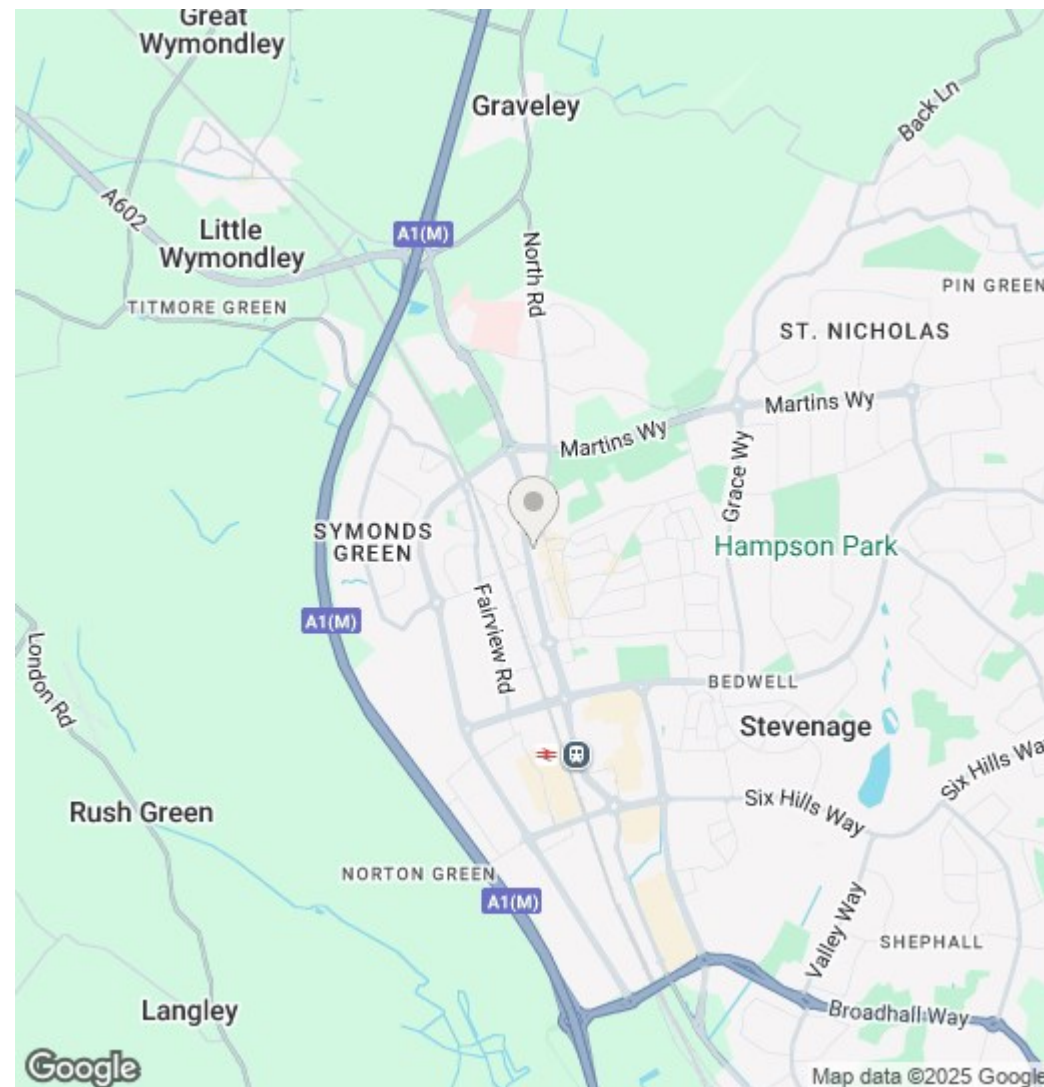 Great
Wymondley
Graveley
Back Ln
A602
A1(M)
Little
Wymondley
North Rd
PIN GREEN
TITMORE GREEN
ST. NICHOLAS
Martins Wy
Martins Wy
Grace Wy
SYMONDS
GREEN
Hampson Park
Fairview Rd
A1(M)
London Rd
BEDWELL
Stevenage
Six Hills Wa
Six Hills Way
Rush Green
NORTON GREEN
A1(M)
Valley Way
SHEPHALL
Langley
Broadhall Way
Google
Map data ©2025 Google